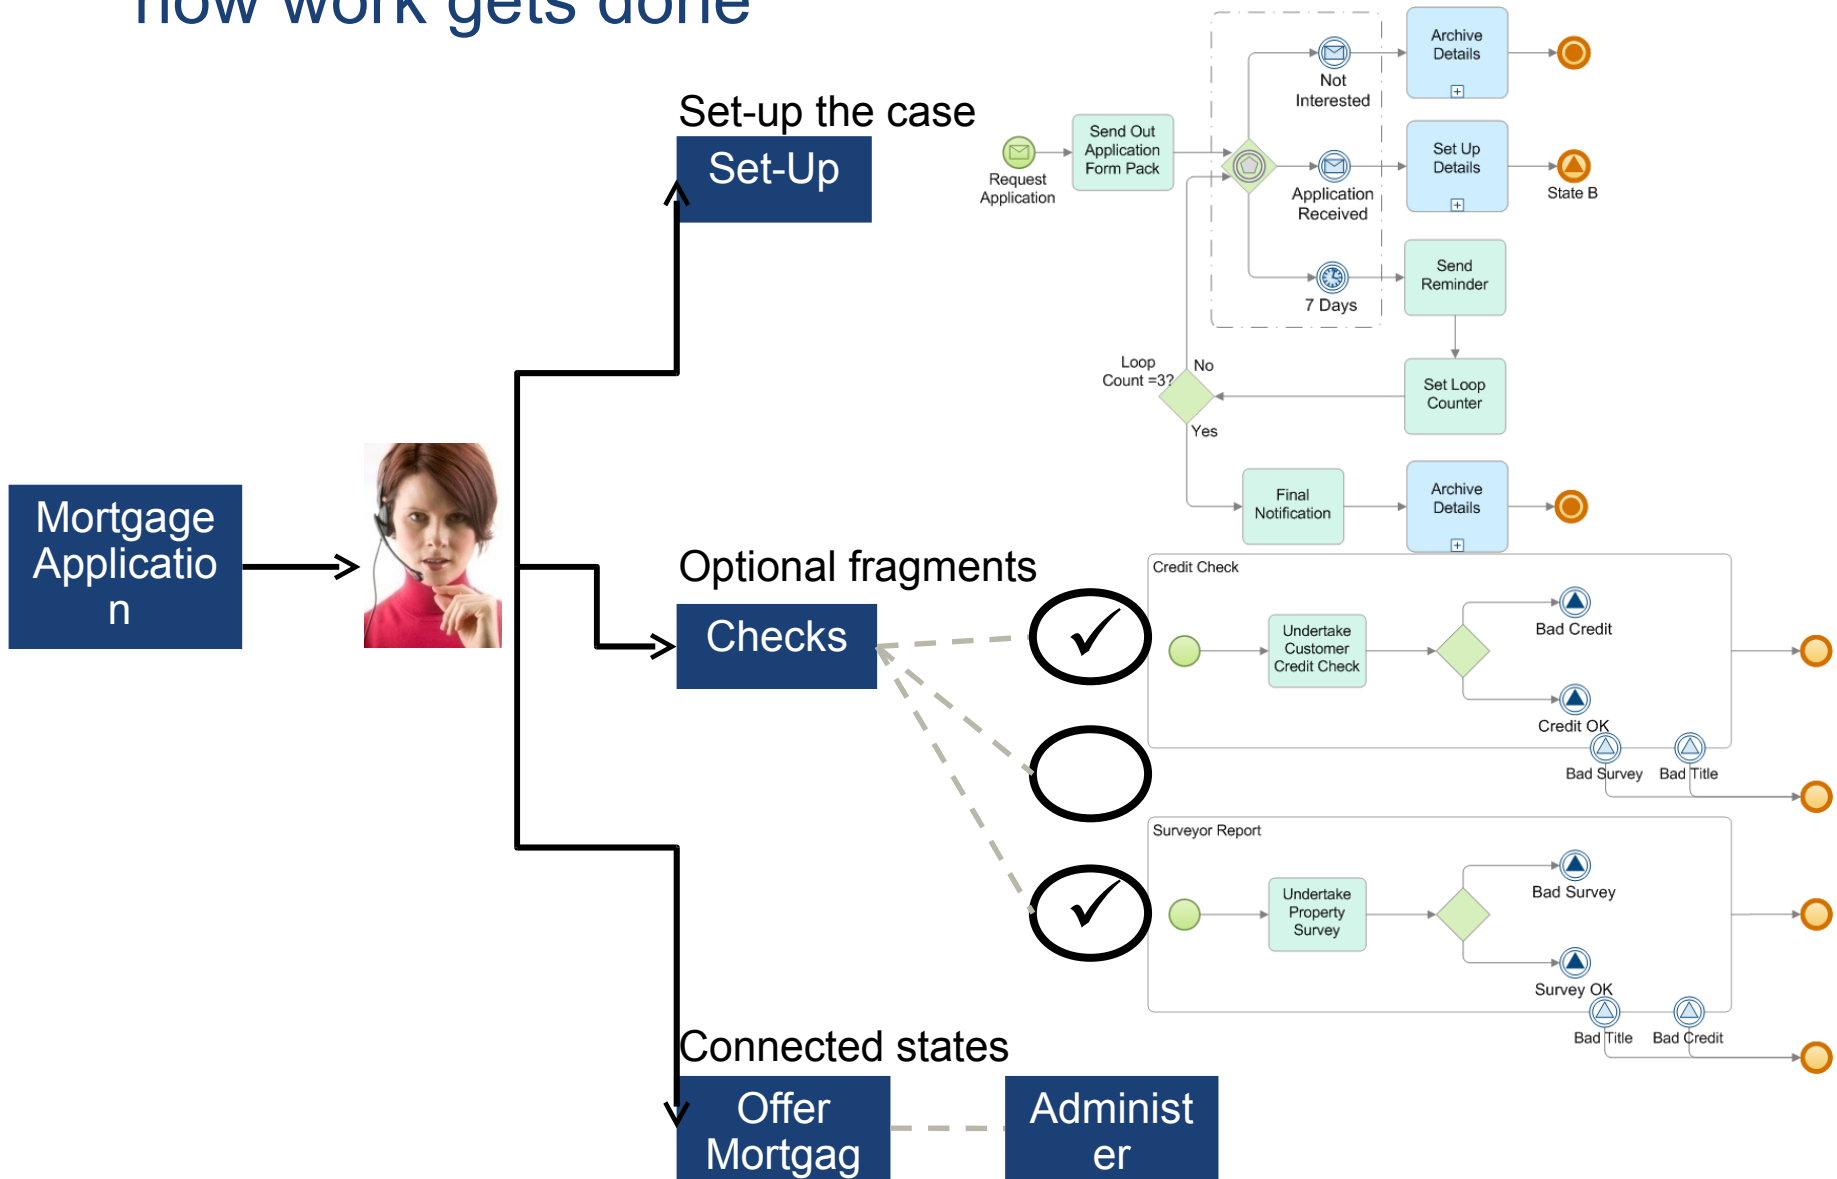 how work gets done
Set-up the case
Set-Up
Mortgage
Applicatio
n
Optional fragments
Checks
Connected states
Offer
Mortgag
Administ
er
Request
Application
Send Out
Application
Form Pack
Not
Interested
Archive
Details
Application
Received
Set Up
Details
State B
7 Days
Send
Reminder
Set Loop
Counter
Loop
Count =3?
No
Yes
Final
Notification
Archive
Details
Credit Check
Undertake
Customer
Credit Check
Bad Credit
Credit OK
Bad Survey
Bad Title
Surveyor Report
Undertake
Property
Survey
Bad Survey
Survey OK
Bad Title
Bad Credit